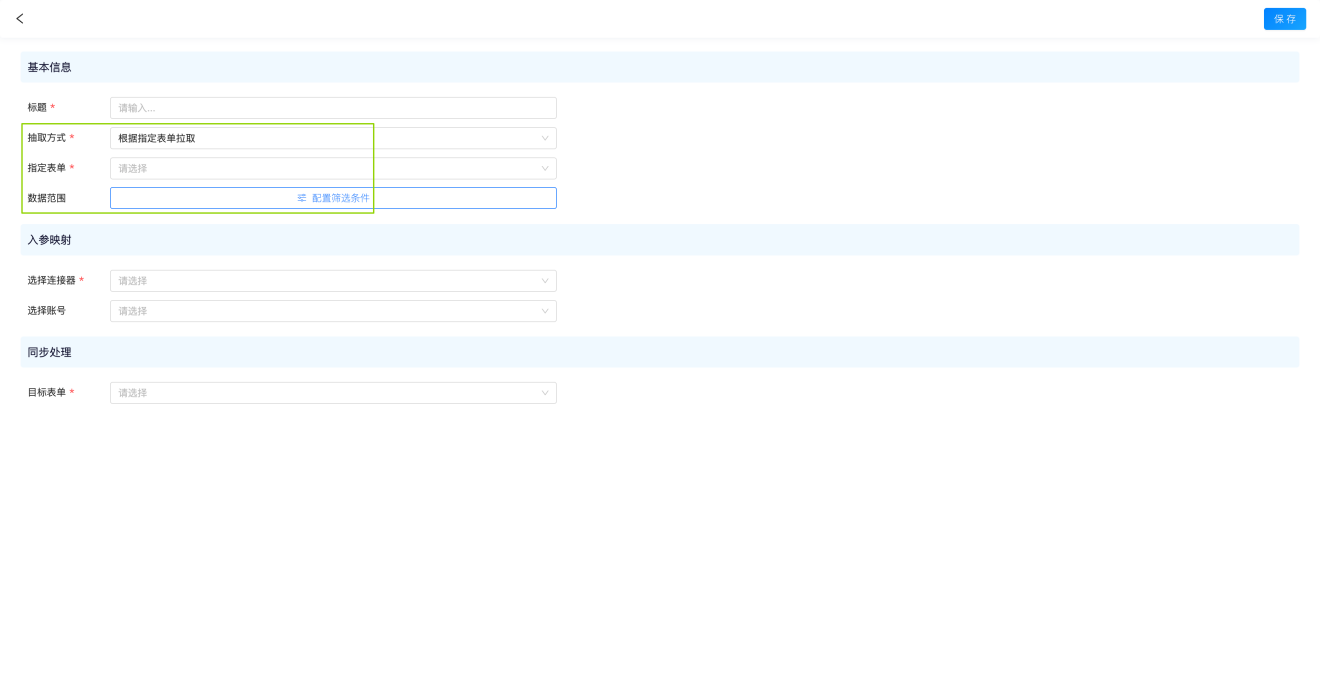 保 存
基本信息
标题 *
请输入...
抽取方式 *
根据指定表单拉取
指定表单 *
请选择
数据范围
配置筛选条件
入参映射
选择连接器 *
请选择
选择账号
请选择
同步处理
目标表单 *
请选择